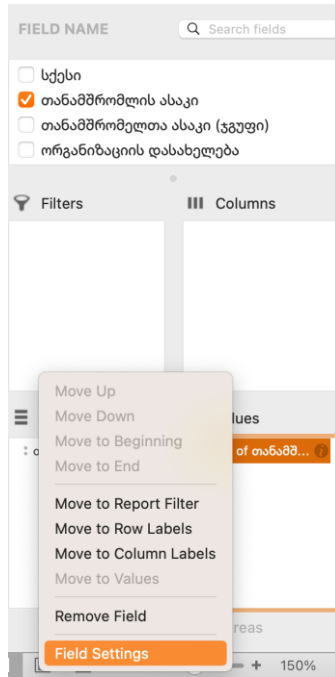 FIELD NAME
Search fields
სქესი
თანამშრომლის ასაკი
თანამშრომელთა ასაკი (ჯგუფი)
ორგანიზაციის დასახელება
Filters
Columns
Move Up
Move Down
Move to Beginning
Move to End
Move to Report Filter
Move to Row Labels
Move to Column Labels
Move to Values
Remove Field
Field Settings
lues
of თანამშ...
reas
150%